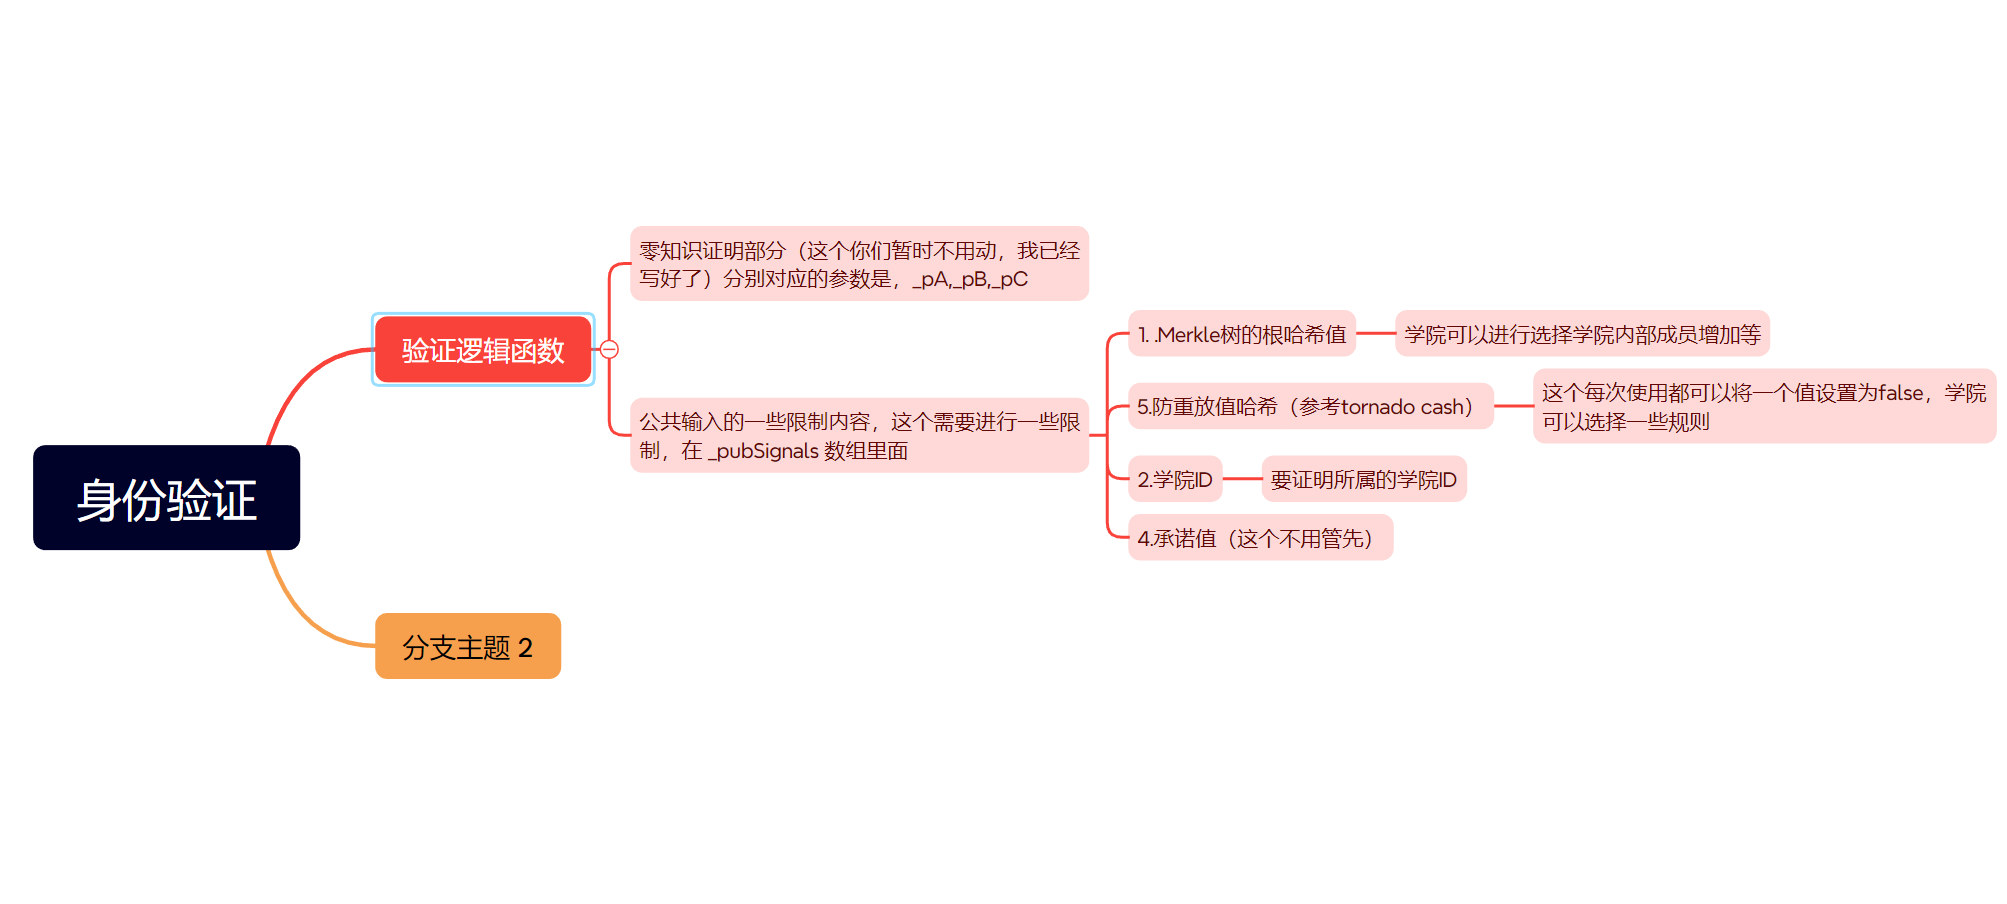 身份验证
验证逻辑函数
零知识证明部分（这个你们暂时不用动，我已经
写好了）分别对应的参数是，_pA,_pB,_pC
公共输入的一些限制内容，这个需要进行一些限
制，在 _pubSignals 数组里面
1. .Merkle树的根哈希值
学院可以进行选择学院内部成员增加等
5.防重放值哈希（参考tornado cash）
这个每次使用都可以将一个值设置为false，学院
可以选择一些规则
2.学院ID
要证明所属的学院ID
4.承诺值（这个不用管先）
分支主题 2